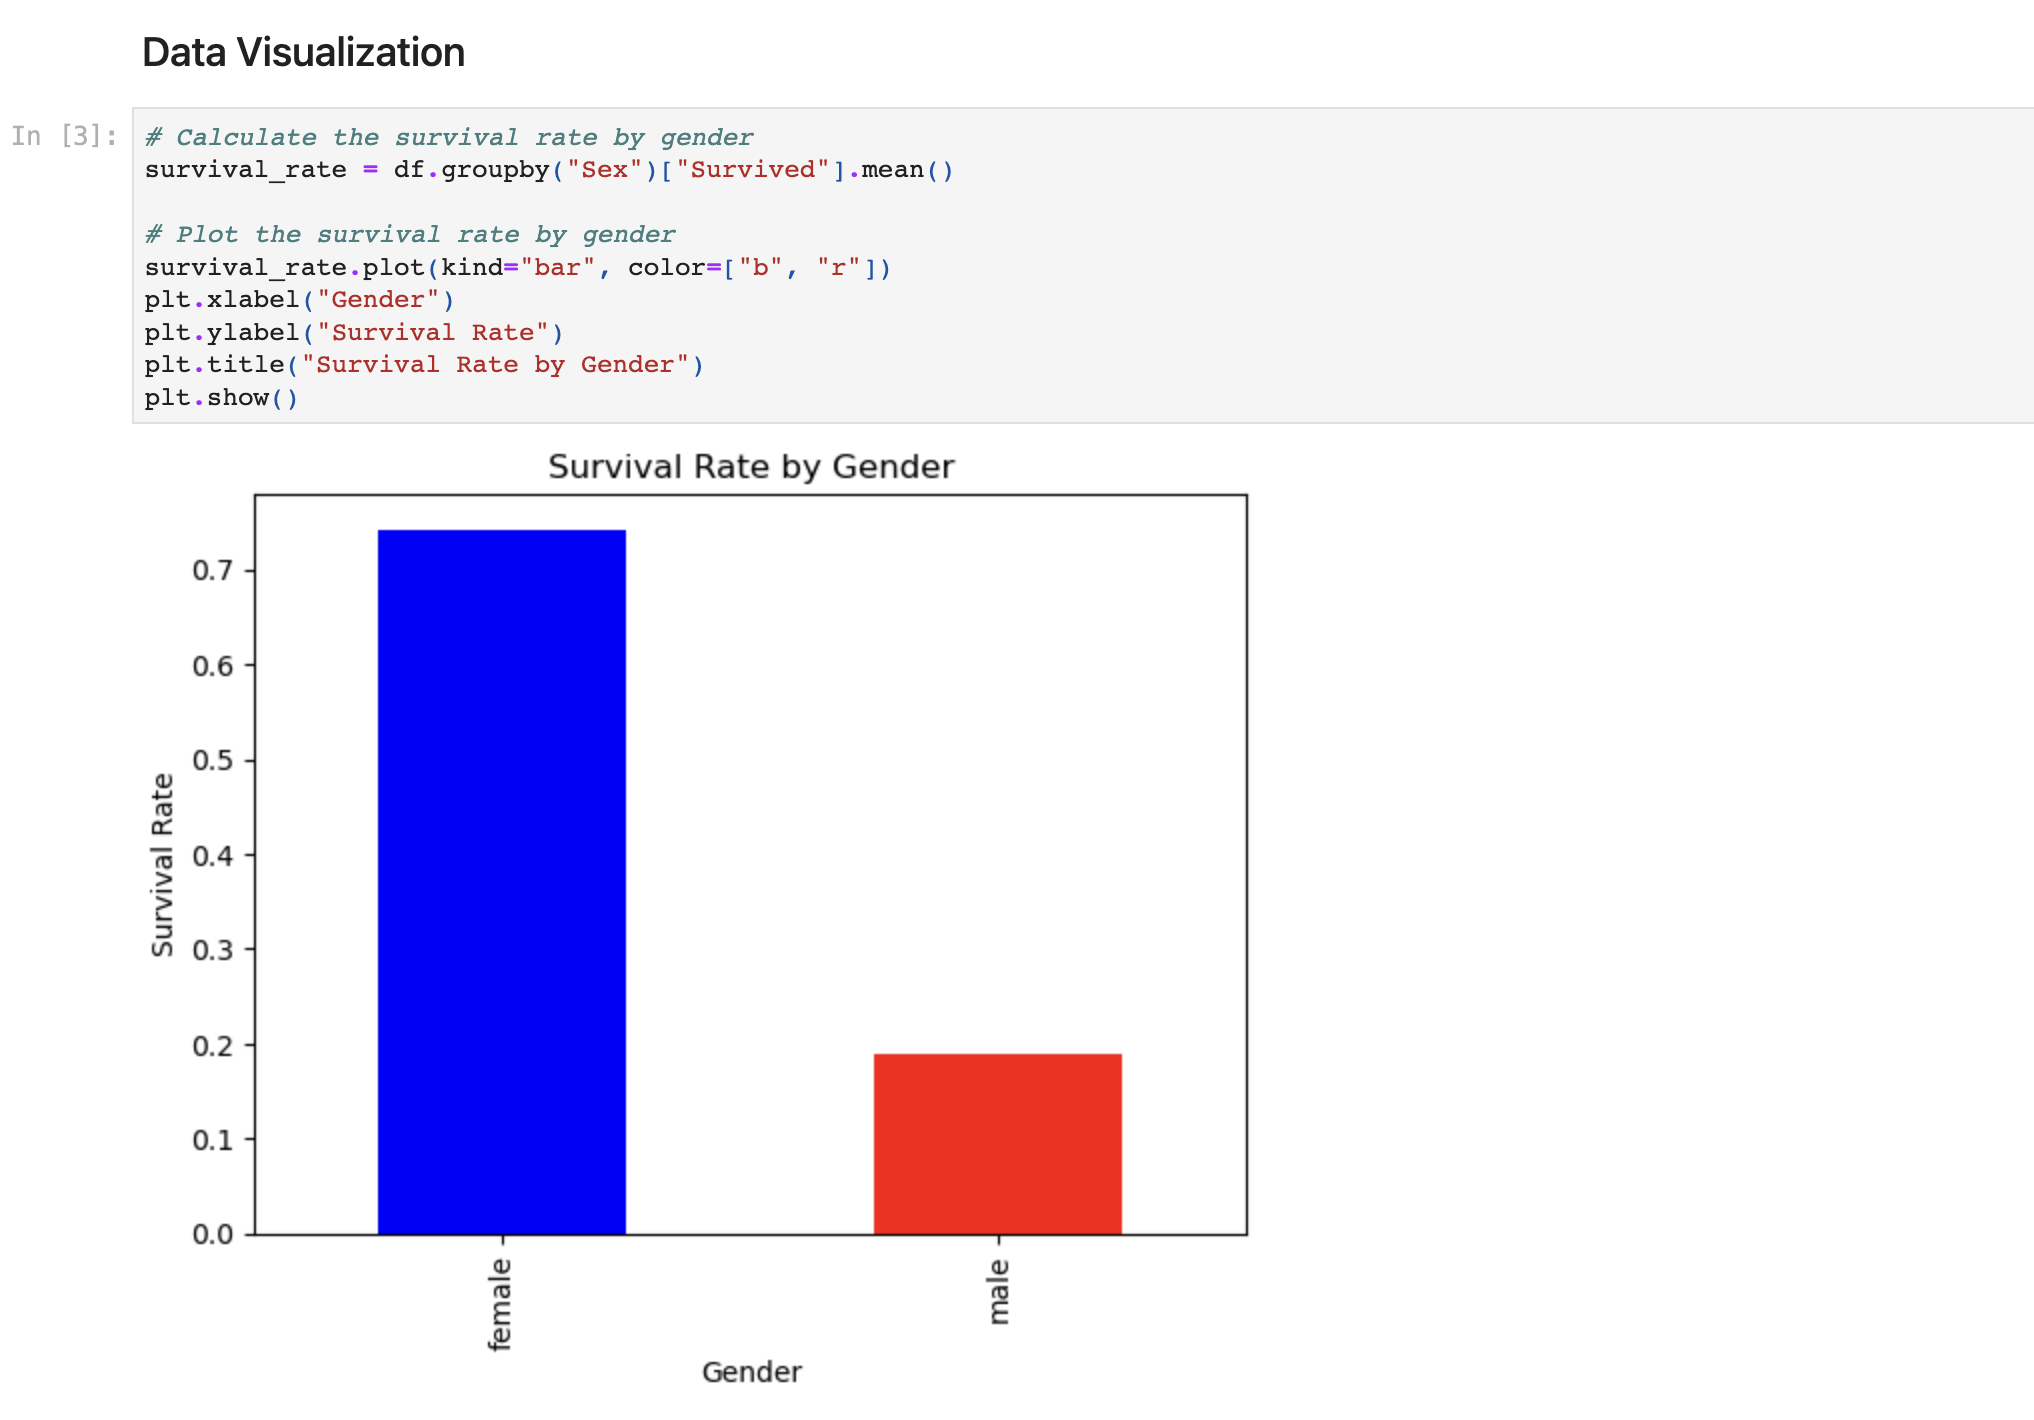 Data Visualization
In [3]:
# Calculate the survival rate by gender
survival_rate = df.groupby("Sex")["Survived"].mean()
# Plot the survival rate by gender
survival_rate.plot(kind="bar", color=["b", "r"])
plt.xlabel("Gender")
plt.ylabel("Survival Rate")
plt.title("Survival Rate by Gender")
plt.show()
Survival Rate by Gender
Survival Rate
0.7
0.6
0.5
0.4
0.3
0.2
0.1
0.0
female
male
Gender